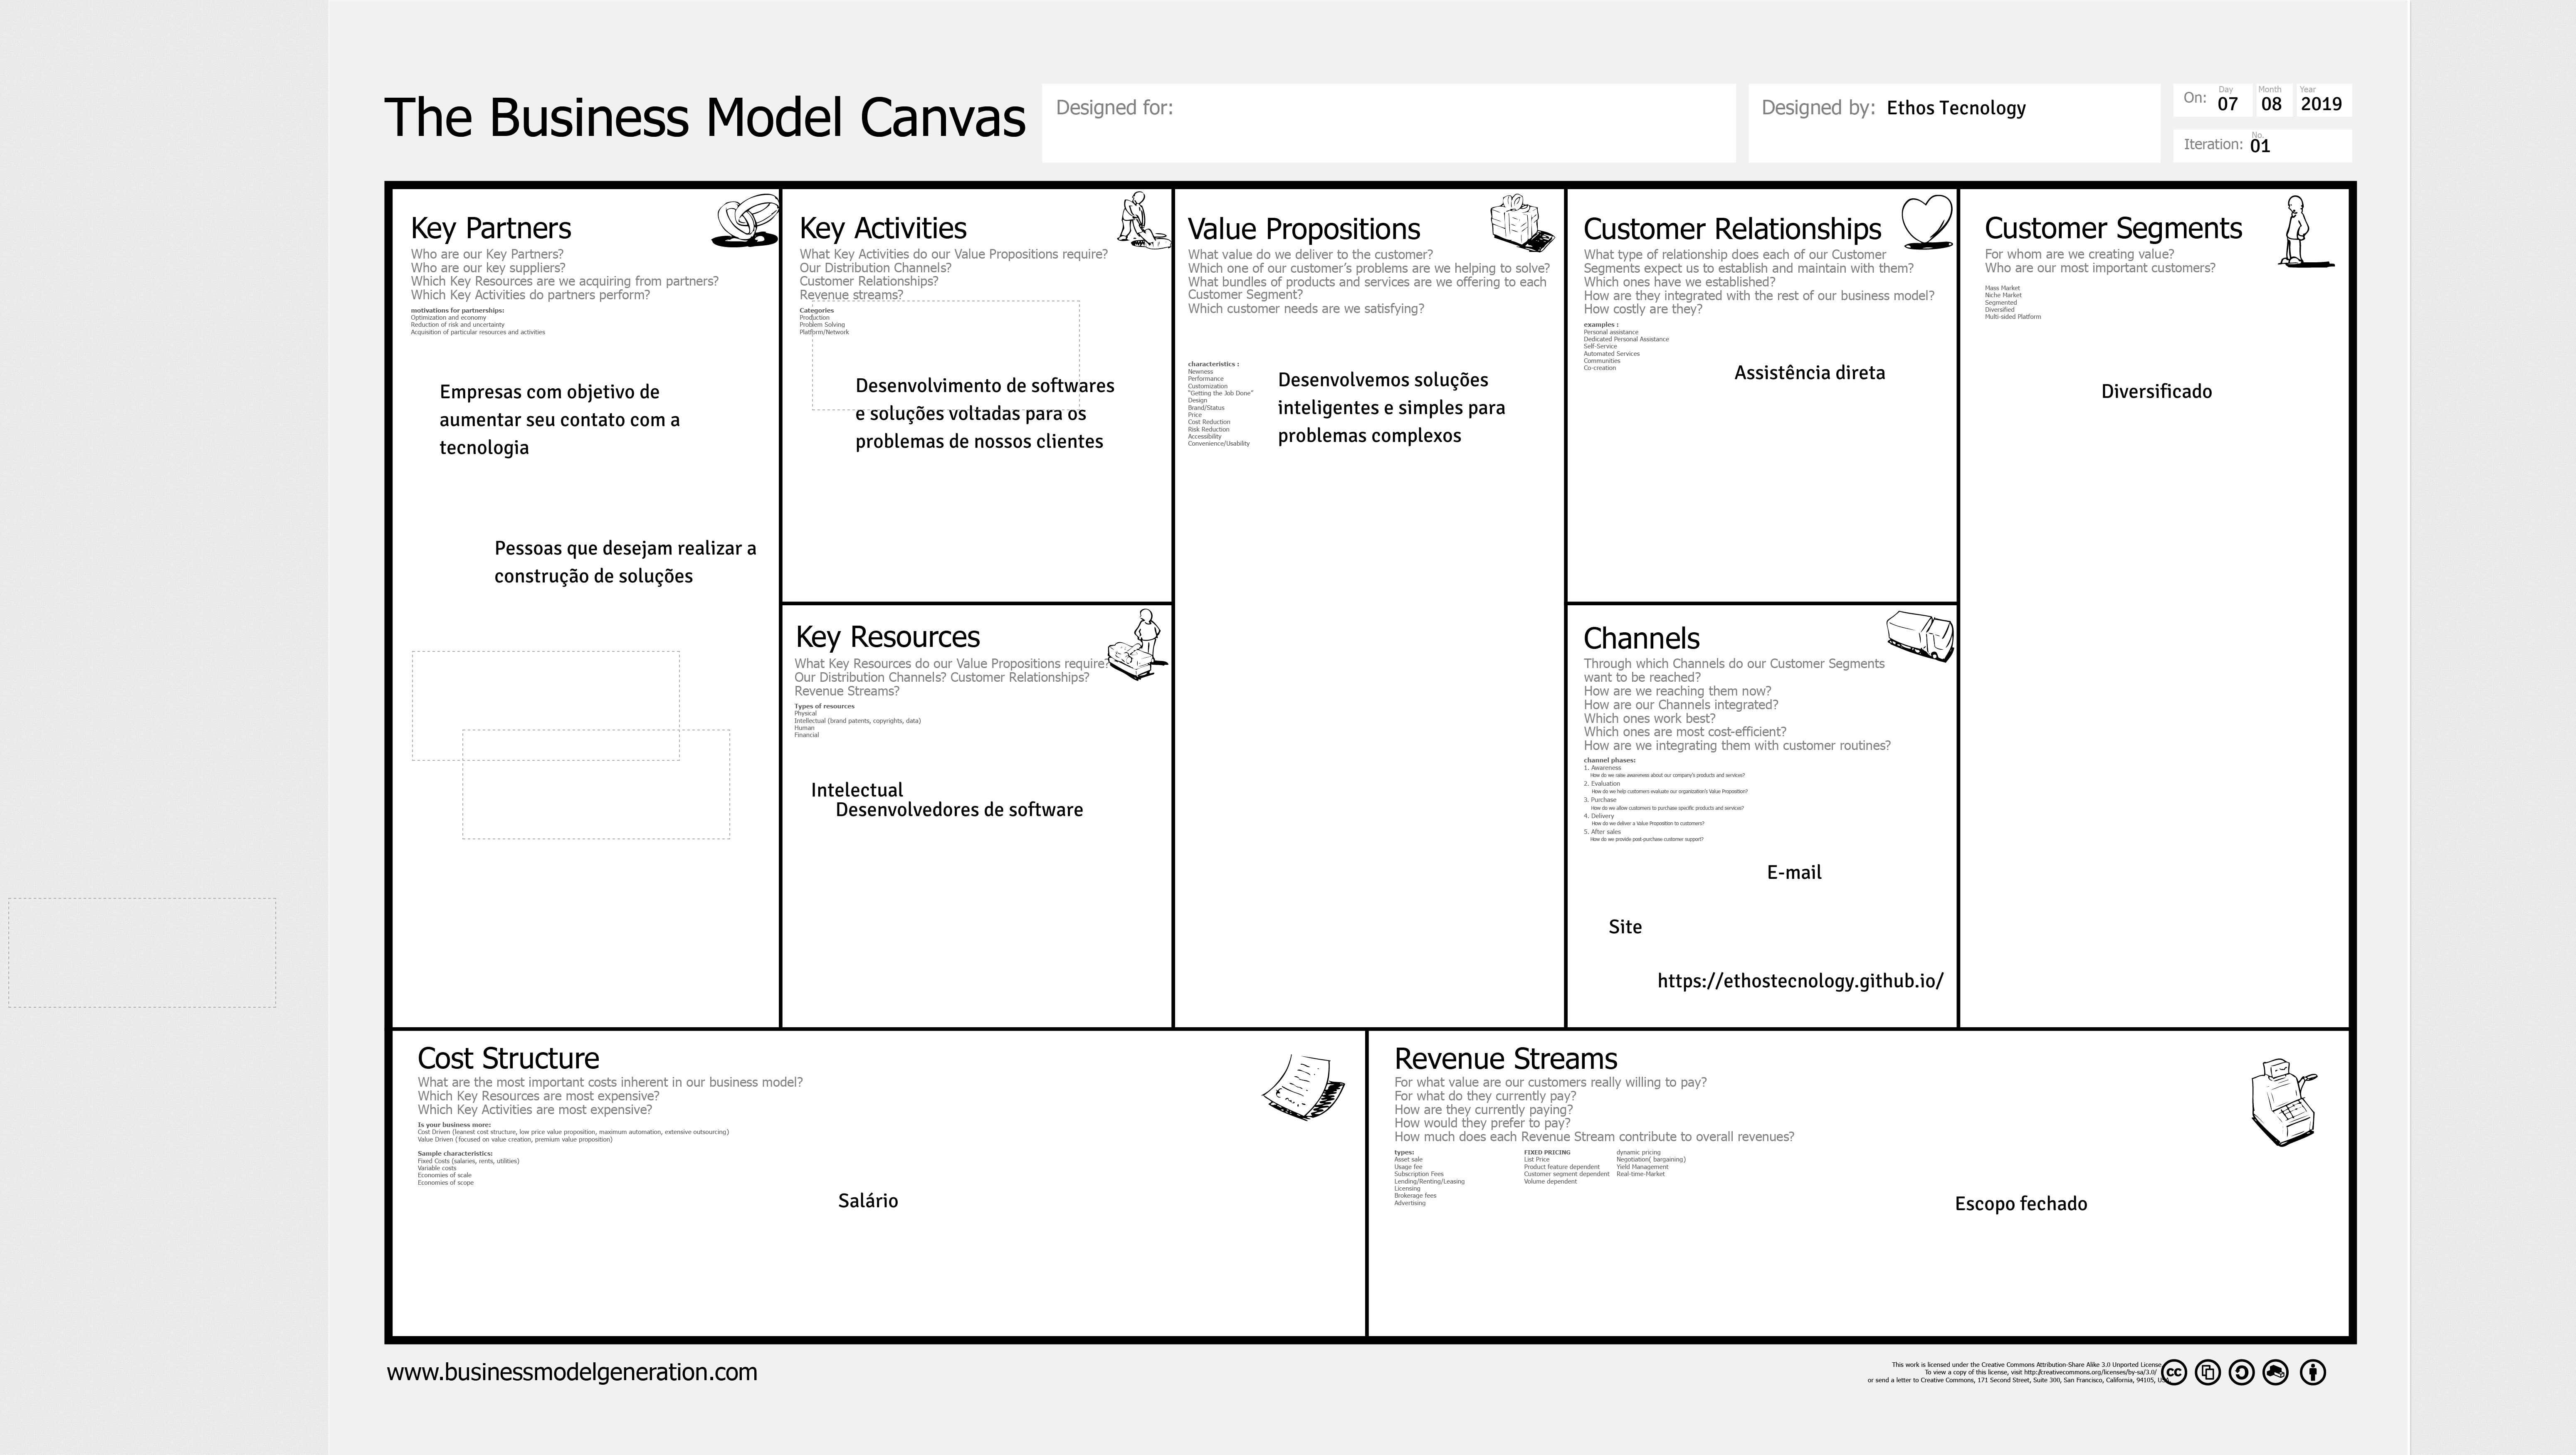 The Business Model Canvas
Designed for:
Designed by: Ethos Tecnology
On:
Day
07
Month
08
Year
2019
Iteration:
No.
01
Key Partners
Who are our Key Partners?
Who are our key suppliers?
Which Key Resources are we acquiring from partners?
Which Key Activities do partners perform?
motivations for partnerships:
Optimization and economy
Reduction of risk and uncertainty
Acquisition of particular resources and activities
Empresas com objetivo de
aumentar seu contato com a
tecnologia
Pessoas que desejam realizar a
construção de soluções
Key Activities
What Key Activities do our Value Propositions require?
Our Distribution Channels?
Customer Relationships?
Revenue streams?
Categories
Production
Problem Solving
Platform/Network
Desenvolvimento de softwares
e soluções voltadas para os
problemas de nossos clientes
Key Resources
What Key Resources do our Value Propositions require?
Our Distribution Channels? Customer Relationships?
Revenue Streams?
Types of resources
Physical
Intellectual (brand patents, copyrights, data)
Human
Financial
Intelectual
Desenvolvedores de software
Value Propositions
What value do we deliver to the customer?
Which one of our customer's problems are we helping to solve?
What bundles of products and services are we offering to each
Customer Segment?
Which customer needs are we satisfying?
characteristics :
Newness
Performance
Customization
"Getting the Job Done"
Design
Brand/Status
Price
Cost Reduction
Risk Reduction
Accessibility
Convenience/Usability
Desenvolvemos soluções
inteligentes e simples para
problemas complexos
Customer Relationships
What type of relationship does each of our Customer
Segments expect us to establish and maintain with them?
Which ones have we established?
How are they integrated with the rest of our business model?
How costly are they?
examples :
Personal assistance
Dedicated Personal Assistance
Self-Service
Automated Services
Communities
Co-creation
Assistência direta
Channels
Through which Channels do our Customer Segments
want to be reached?
How are we reaching them now?
How are our Channels integrated?
Which ones work best?
Which ones are most cost-efficient?
How are we integrating them with customer routines?
channel phases:
1. Awareness
How do we raise awareness about our company's products and services?
2. Evaluation
How do we help customers evaluate our organization's Value Proposition?
3. Purchase
How do we allow customers to purchase specific products and services?
4. Delivery
How do we deliver a Value Proposition to customers?
5. After sales
How do we provide post-purchase customer support?
E-mail
Site
https://ethostecnology.github.io/
Customer Segments
For whom are we creating value?
Who are our most important customers?
Mass Market
Niche Market
Segmented
Diversified
Multi-sided Platform
Diversificado
Cost Structure
What are the most important costs inherent in our business model?
Which Key Resources are most expensive?
Which Key Activities are most expensive?
Is your business more:
Cost Driven (leanest cost structure, low price value proposition, maximum automation, extensive outsourcing)
Value Driven (focused on value creation, premium value proposition)
Sample characteristics:
Fixed Costs (salaries, rents, utilities)
Variable costs
Economies of scale
Economies of scope
Salário
Revenue Streams
For what value are our customers really willing to pay?
For what do they currently pay?
How are they currently paying?
How would they prefer to pay?
How much does each Revenue Stream contribute to overall revenues?
types:
Asset sale
Usage fee
Subscription Fees
Lending/Renting/Leasing
Licensing
Brokerage fees
Advertising
FIXED PRICING
List Price
Product feature dependent
Customer segment dependent
Volume dependent
dynamic pricing
Negotiation( bargaining)
Yield Management
Real-time-Market
Escopo fechado
www.businessmodelgeneration.com
This work is licensed under the Creative Commons Attribution-Share Alike 3.0 Unported License.
To view a copy of this license, visit http://creativecommons.org/licenses/by-sa/3.0/
or send a letter to Creative Commons, 171 Second Street, Suite 300, San Francisco, California, 94105, USA.
cc